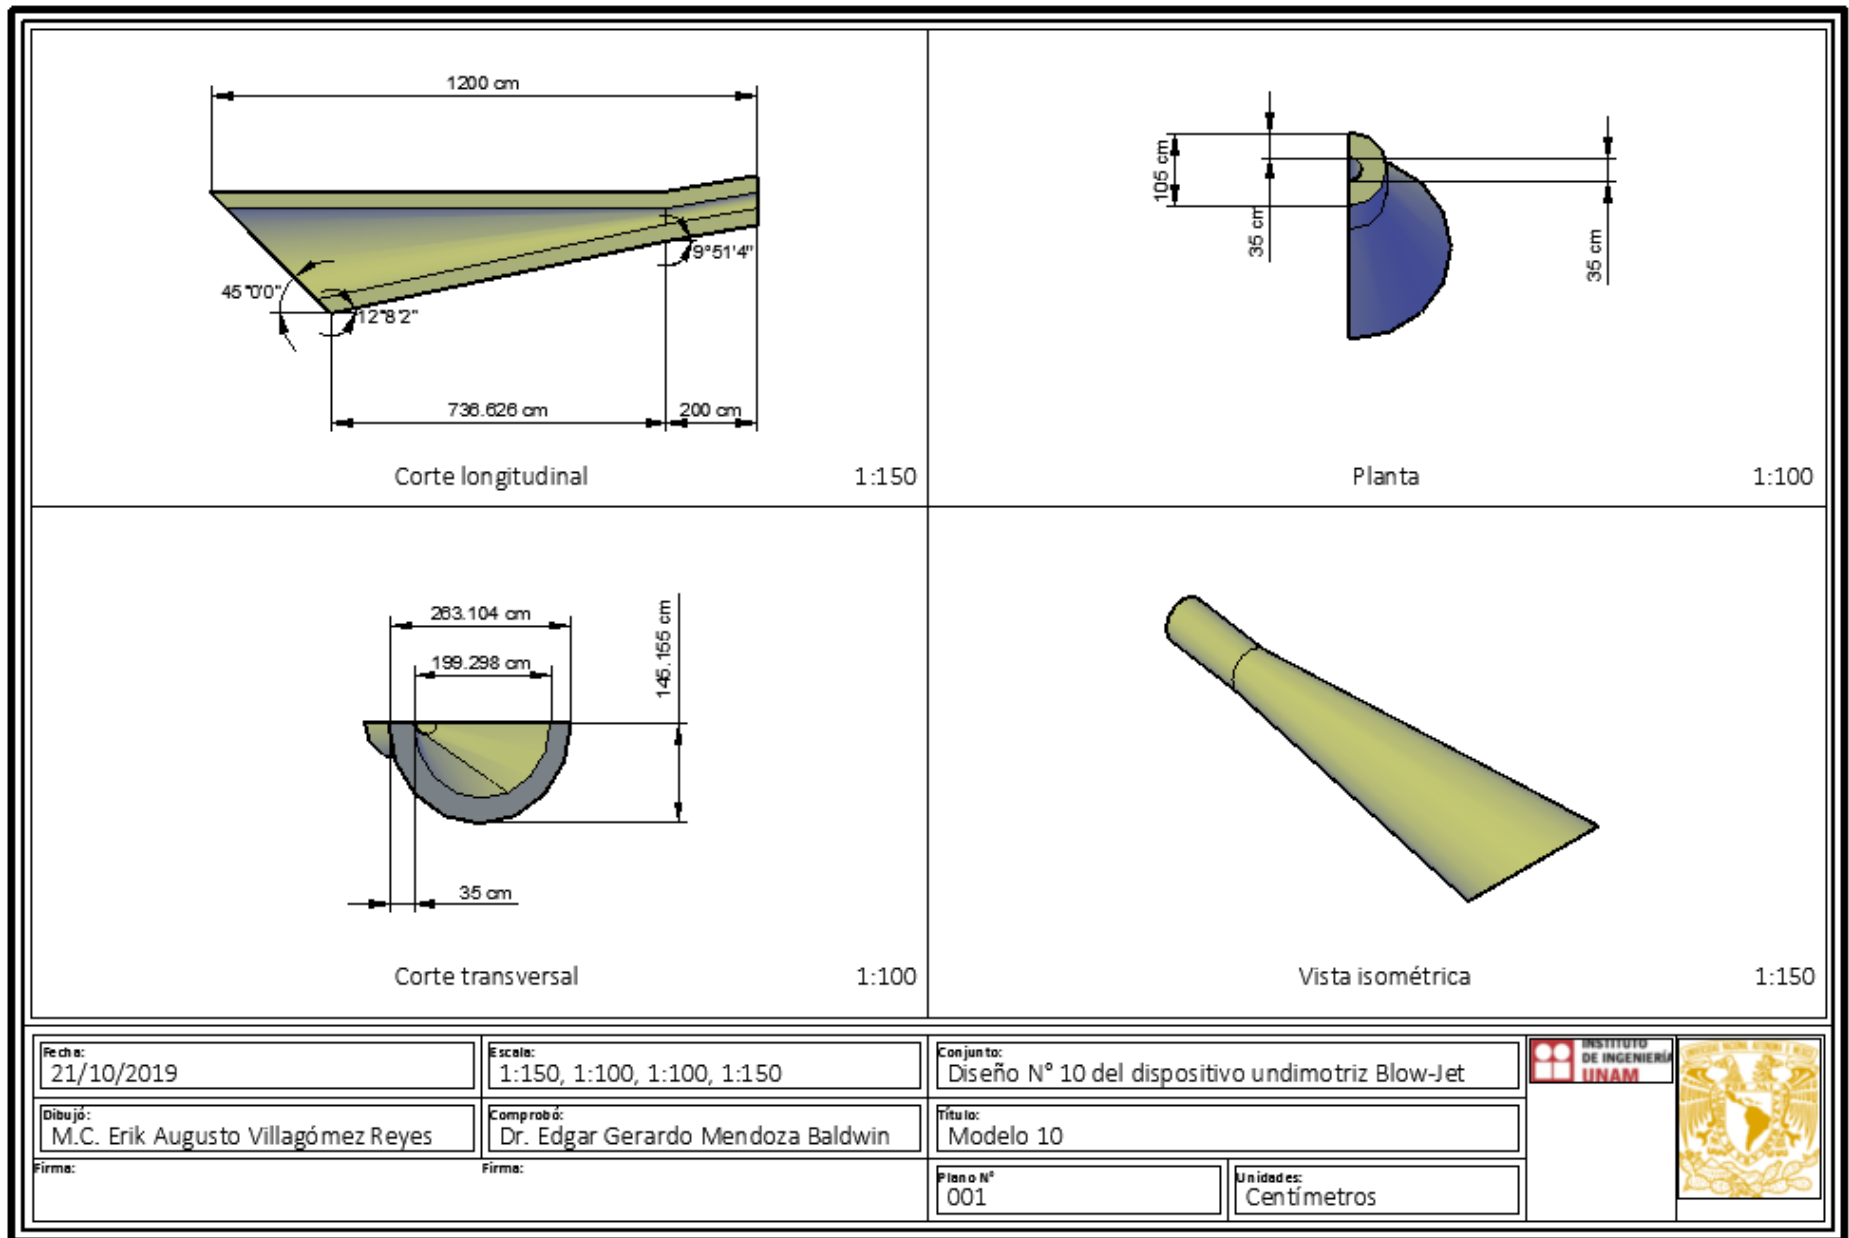 1200 cm
45°0'0"
12°8'2"
9°51'4"
736.626 cm
200 cm
Corte longitudinal
1:150
105 cm
35 cm
35 cm
Planta
1:100
263.104 cm
199.298 cm
145.155 cm
35 cm
Corte transversal
1:100
Vista isométrica
1:150
Fecha:
21/10/2019
Escala:
1:150, 1:100, 1:100, 1:150
Conjunto:
Diseño N° 10 del dispositivo undimotriz Blow-Jet
INSTITUTO
DE INGENIERÍA
UNAM
Dibujó:
M.C. Erik Augusto Villagómez Reyes
Comprobó:
Dr. Edgar Gerardo Mendoza Baldwin
Título:
Modelo 10
Firma:
Firma:
Plano N°
001
Unidades:
Centímetros